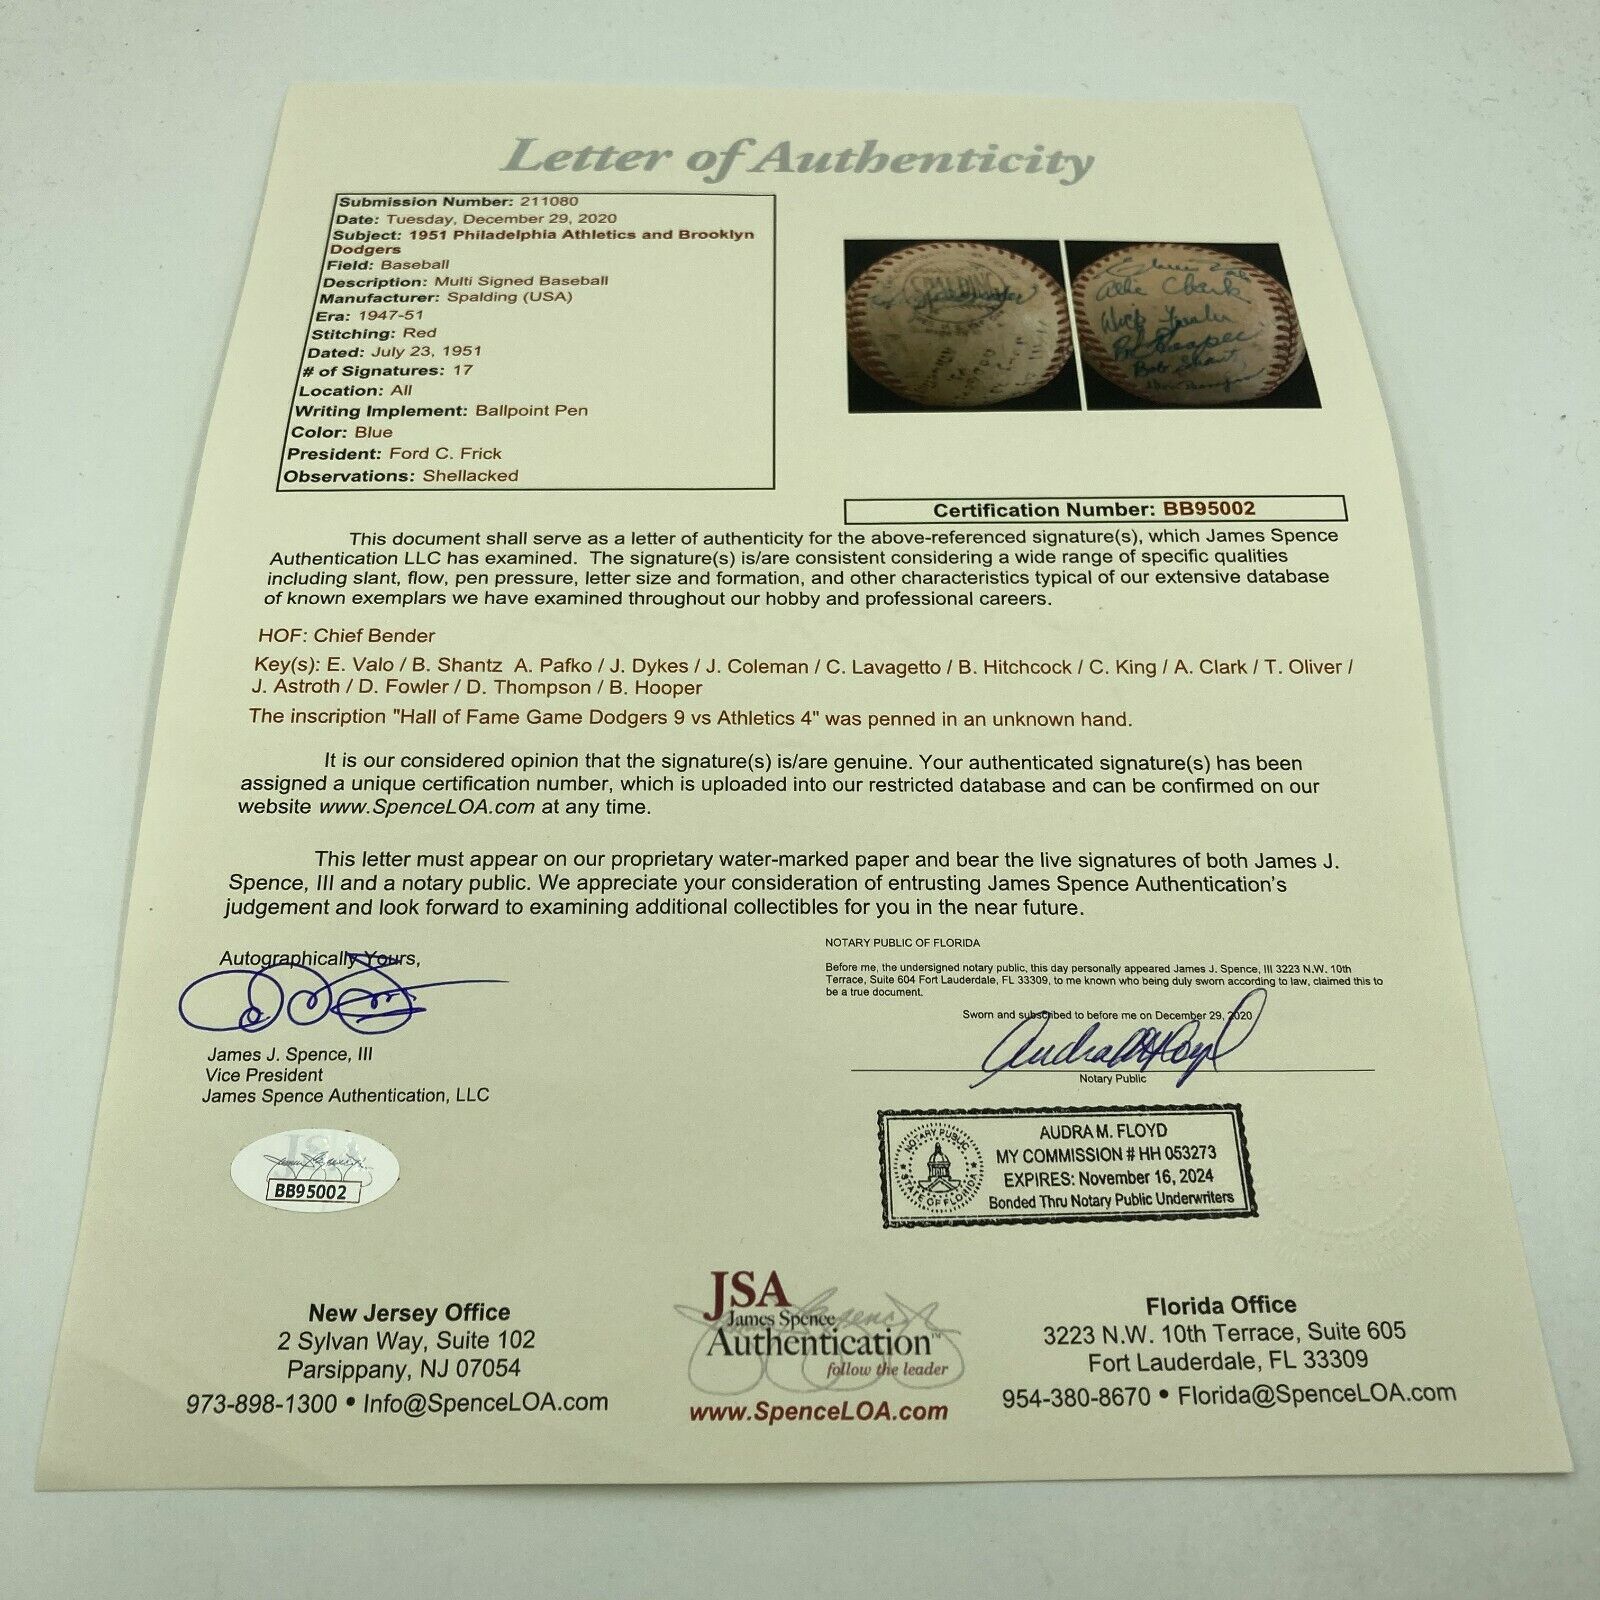 Letter of Authenticity
Submission Number: 211080
Date: Tuesday, December 29, 2020
Subject: 1951 Philadelphia Athletics and Brooklyn
Dodgers
Field: Baseball
Description: Multi Signed Baseball
Manufacturer: Spalding (USA)
Era: 1947-51
Stitching: Red
Dated: July 23, 1951
# of Signatures: 17
Location: All
Writing Implement: Ballpoint Pen
Color: Blue
President: Ford C. Frick
Observations: Shellacked
SPALDING
Allie Clark
Dick Fowler
Bob Hooper
Bob Shantz
Certification Number: BB95002
This document shall serve as a letter of authenticity for the above-referenced signature(s), which James Spence
Authentication LLC has examined. The signature(s) is/are consistent considering a wide range of specific qualities
including slant, flow, pen pressure, letter size and formation, and other characteristics typical of our extensive database
of known exemplars we have examined throughout our hobby and professional careers.
HOF: Chief Bender
Key(s): E. Valo / B. Shantz A. Pafko / J. Dykes / J. Coleman / C. Lavagetto / B. Hitchcock / C. King / A. Clark / T. Oliver /
J. Astroth / D. Fowler / D. Thompson / B. Hooper
The inscription "Hall of Fame Game Dodgers 9 vs Athletics 4" was penned in an unknown hand.
It is our considered opinion that the signature(s) is/are genuine. Your authenticated signature(s) has been
assigned a unique certification number, which is uploaded into our restricted database and can be confirmed on our
website www.SpenceLOA.com at any time.
This letter must appear on our proprietary water-marked paper and bear the live signatures of both James J.
Spence, III and a notary public. We appreciate your consideration of entrusting James Spence Authentication's
judgement and look forward to examining additional collectibles for you in the near future.
Autographically Yours,
James J. Spence, III
Vice President
James Spence Authentication, LLC
NOTARY PUBLIC OF FLORIDA
Before me, the undersigned notary public, this day personally appeared James J. Spence, III 3223 N.W. 10th
Terrace, Suite 604 Fort Lauderdale, FL 33309, to me known who being duly sworn according to law, claimed this to
be a true document.
Sworn and subscribed to before me on December 29, 2020
Audra M Floyd
Notary Public
NOTARY PUBLIC
STATE OF FLORIDA
AUDRA M. FLOYD
MY COMMISSION # HH 053273
EXPIRES: November 16, 2024
Bonded Thru Notary Public Underwriters
JSA
BB95002
New Jersey Office
2 Sylvan Way, Suite 102
Parsippany, NJ 07054
973-898-1300 • Info@SpenceLOA.com
JSA
James Spence
Authentication™
follow the leader
www.SpenceLOA.com
Florida Office
3223 N.W. 10th Terrace, Suite 605
Fort Lauderdale, FL 33309
954-380-8670 • Florida@SpenceLOA.com